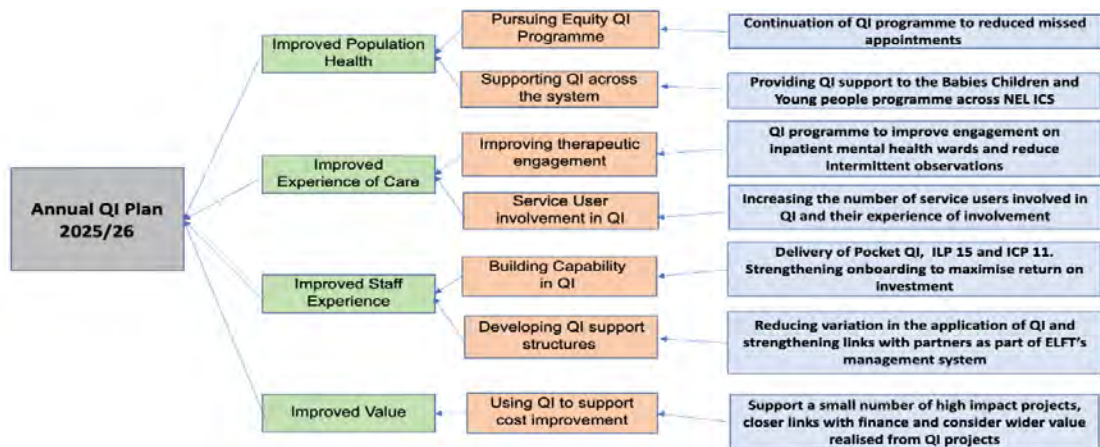 Annual QI Plan
2025/26
Improved Population
Health
Improved
Experience of Care
Improved Staff
Experience
Improved Value
Pursuing Equity QI
Programme
Supporting QI across
the system
Improving therapeutic
engagement
Service User
involvement in QI
Building Capability
in QI
Developing QI support
structures
Using QI to support
cost improvement
Continuation of QI programme to reduced missed
appointments
Providing QI support to the Babies Children and
Young people programme across NEL ICS
QI programme to improve engagement on
inpatient mental health wards and reduce
intermittent observations
Increasing the number of service users involved in
QI and their experience of involvement
Delivery of Pocket QI, ILP 15 and ICP 11.
Strengthening onboarding to maximise return on
investment
Reducing variation in the application of QI and
strengthening links with partners as part of ELFT's
management system
Support a small number of high impact projects,
closer links with finance and consider wider value
realised from QI projects